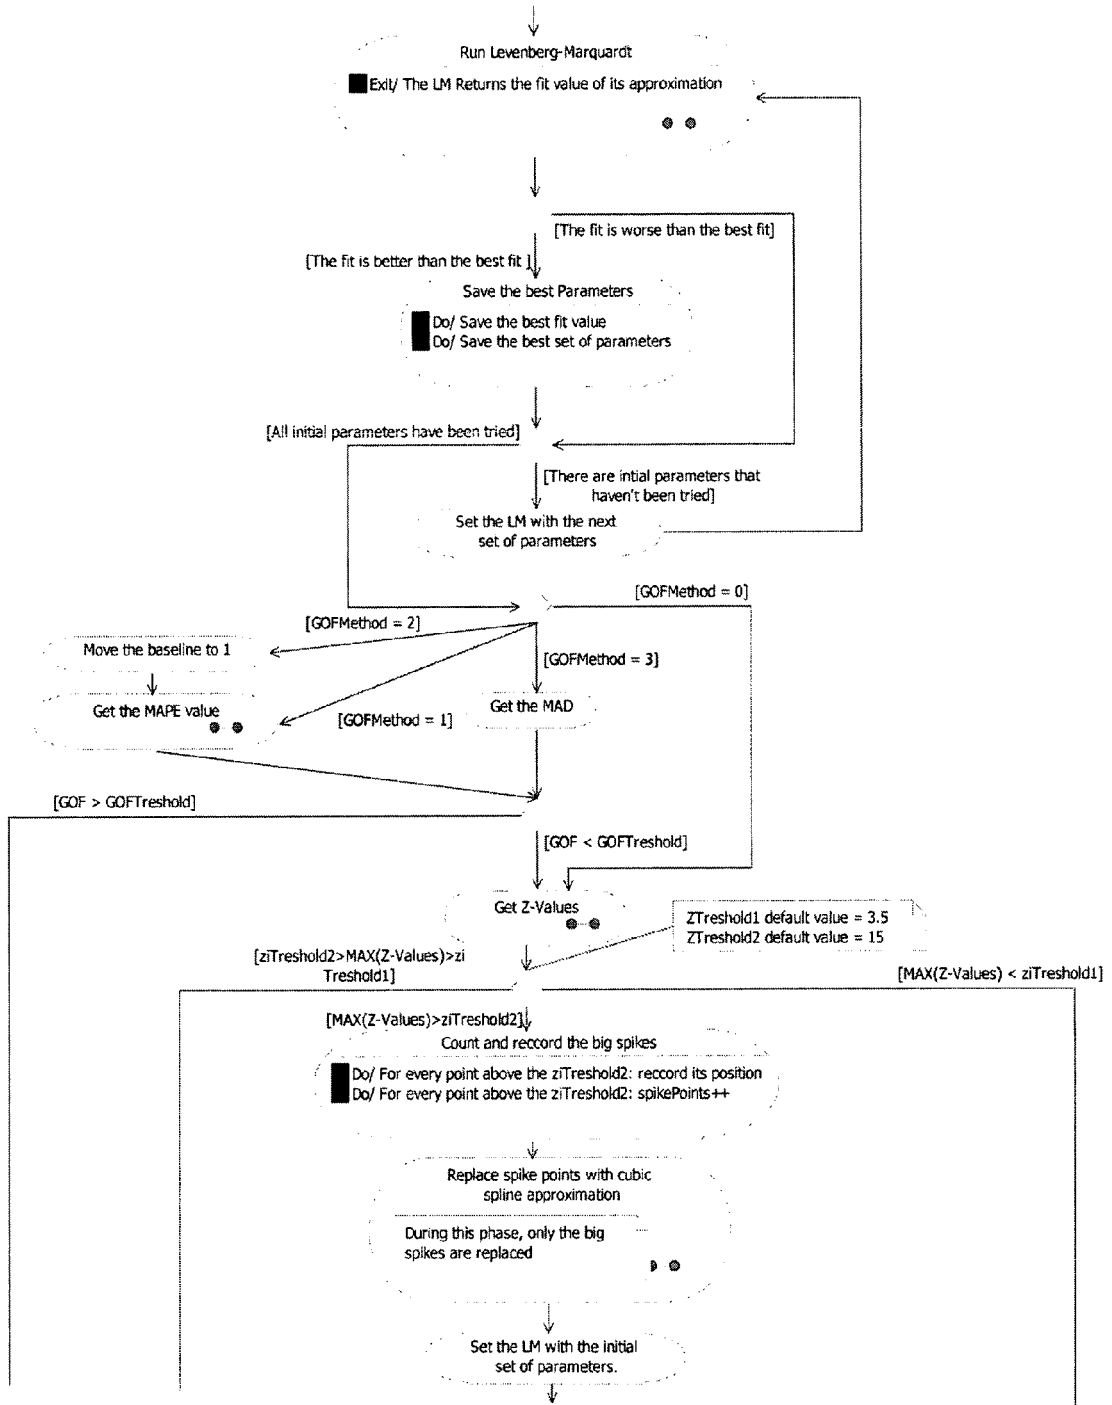 Run Levenberg-Marquardt
Exit/ The LM Returns the fit value of its approximation
[The fit is worse than the best fit]
[The fit is better than the best fit ]
Save the best Parameters
Do/ Save the best fit value
Do/ Save the best set of parameters
[All initial parameters have been tried]
[There are intial parameters that
haven't been tried]
Set the LM with the next
set of parameters
[GOFMethod = 0]
[GOFMethod = 2]
Move the baseline to 1
[GOFMethod = 3]
Get the MAPE value
Get the MAD
[GOFMethod = 1]
[GOF > GOFTreshold]
[GOF < GOFTreshold]
Get Z-Values
ZTreshold1 default value = 3.5
ZTreshold2 default value = 15
[ziTreshold2>MAX(Z-Values)>zi
Treshold1]
[MAX(Z-Values) < ziTreshold1]
[MAX(Z-Values)>ziTreshold2]
Count and reccord the big spikes
Do/ For every point above the ziTreshold2: reccord its position
Do/ For every point above the ziTreshold2: spikePoints++
Replace spike points with cubic
spline approximation
During this phase, only the big
spikes are replaced
Set the LM with the initial
set of parameters.